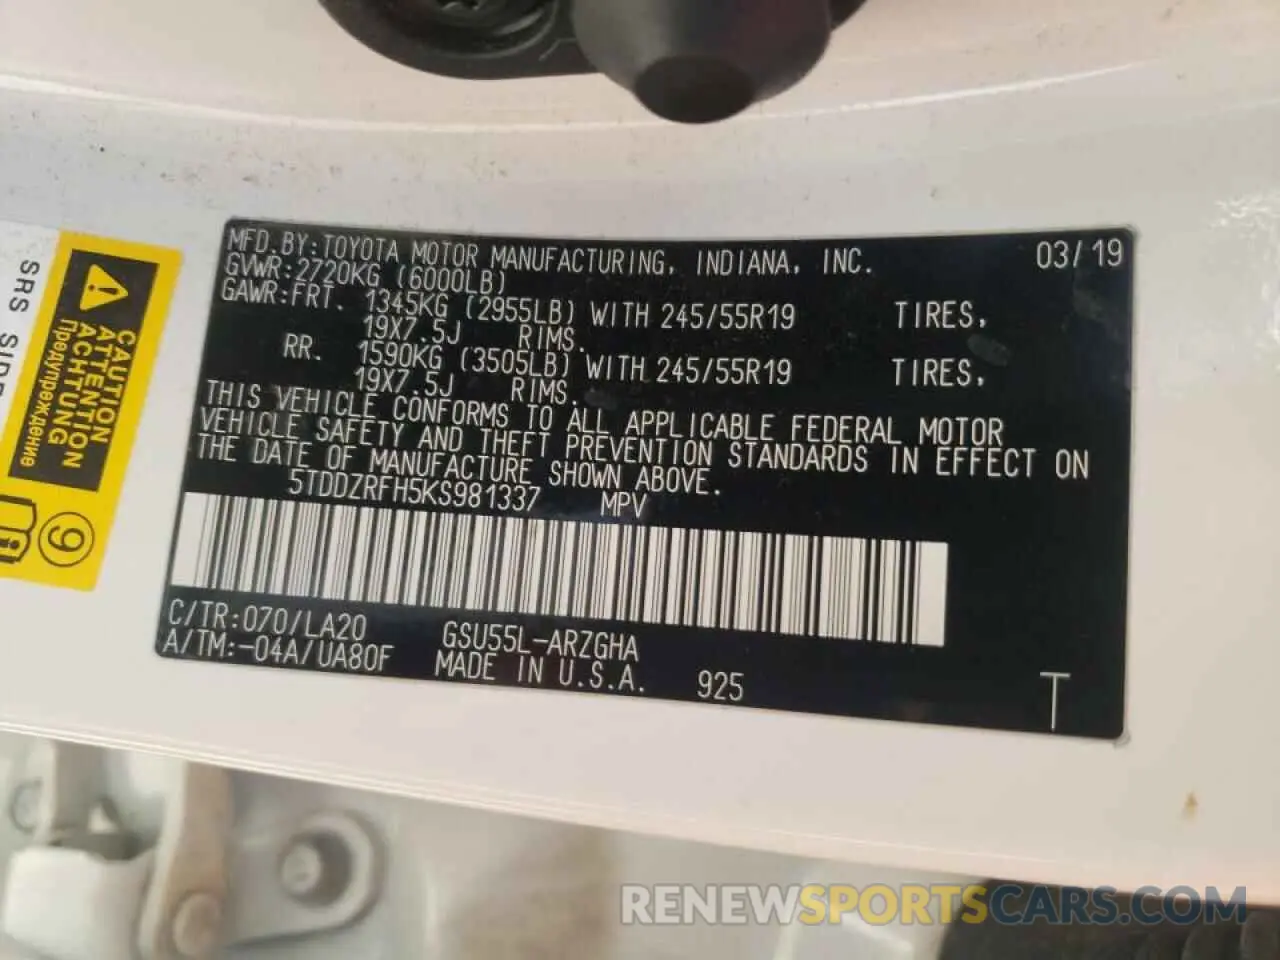 MFD.BY:TOYOTA MOTOR MANUFACTURING, INDIANA, INC. 03/19
GVWR:2720KG (6000LB)
GAWR:FRT. 1345KG (2955LB) WITH 245/55R19 TIRES,
19X7.5J RIMS.
RR. 1590KG (3505LB) WITH 245/55R19 TIRES,
19X7.5J RIMS.
THIS VEHICLE CONFORMS TO ALL APPLICABLE FEDERAL MOTOR
VEHICLE SAFETY AND THEFT PREVENTION STANDARDS IN EFFECT ON
THE DATE OF MANUFACTURE SHOWN ABOVE.
5TDDZRFH5KS981337 MPV
C/TR:070/LA20 GSU55L-ARZGHA
A/TM:-04A/UA80F MADE IN U.S.A. 925 T
CAUTION
ATTENTION
ACHTUNG
Предупреждение
SRS SIDE
9
RENEWSPORTSCARS.COM